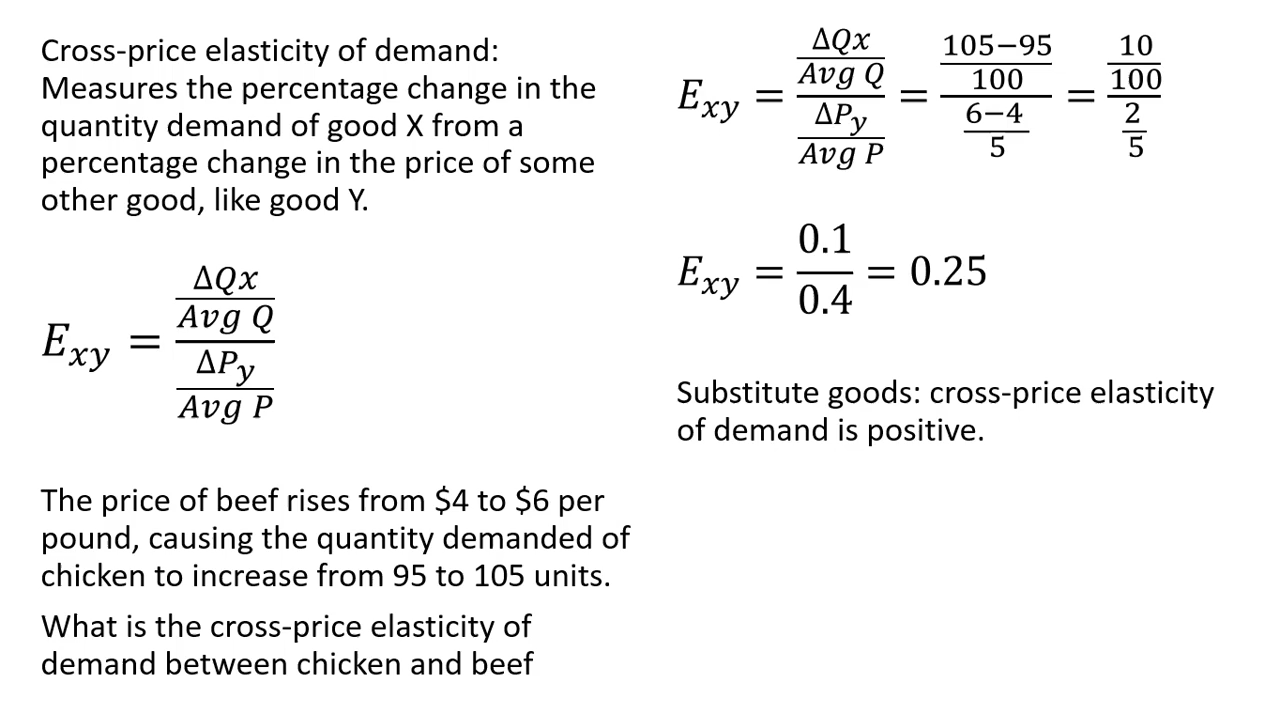 Cross-price elasticity of demand:
Measures the percentage change in the
quantity demand of good X from a
percentage change in the price of some
other good, like good Y.
E_xy = (ΔQx / Avg Q) / (ΔP_y / Avg P)
The price of beef rises from $4 to $6 per
pound, causing the quantity demanded of
chicken to increase from 95 to 105 units.
What is the cross-price elasticity of
demand between chicken and beef
E_xy = (ΔQx / Avg Q) / (ΔP_y / Avg P) = ((105−95) / 100) / ((6−4) / 5) = (10 / 100) / (2 / 5)
E_xy = 0.1 / 0.4 = 0.25
Substitute goods: cross-price elasticity
of demand is positive.